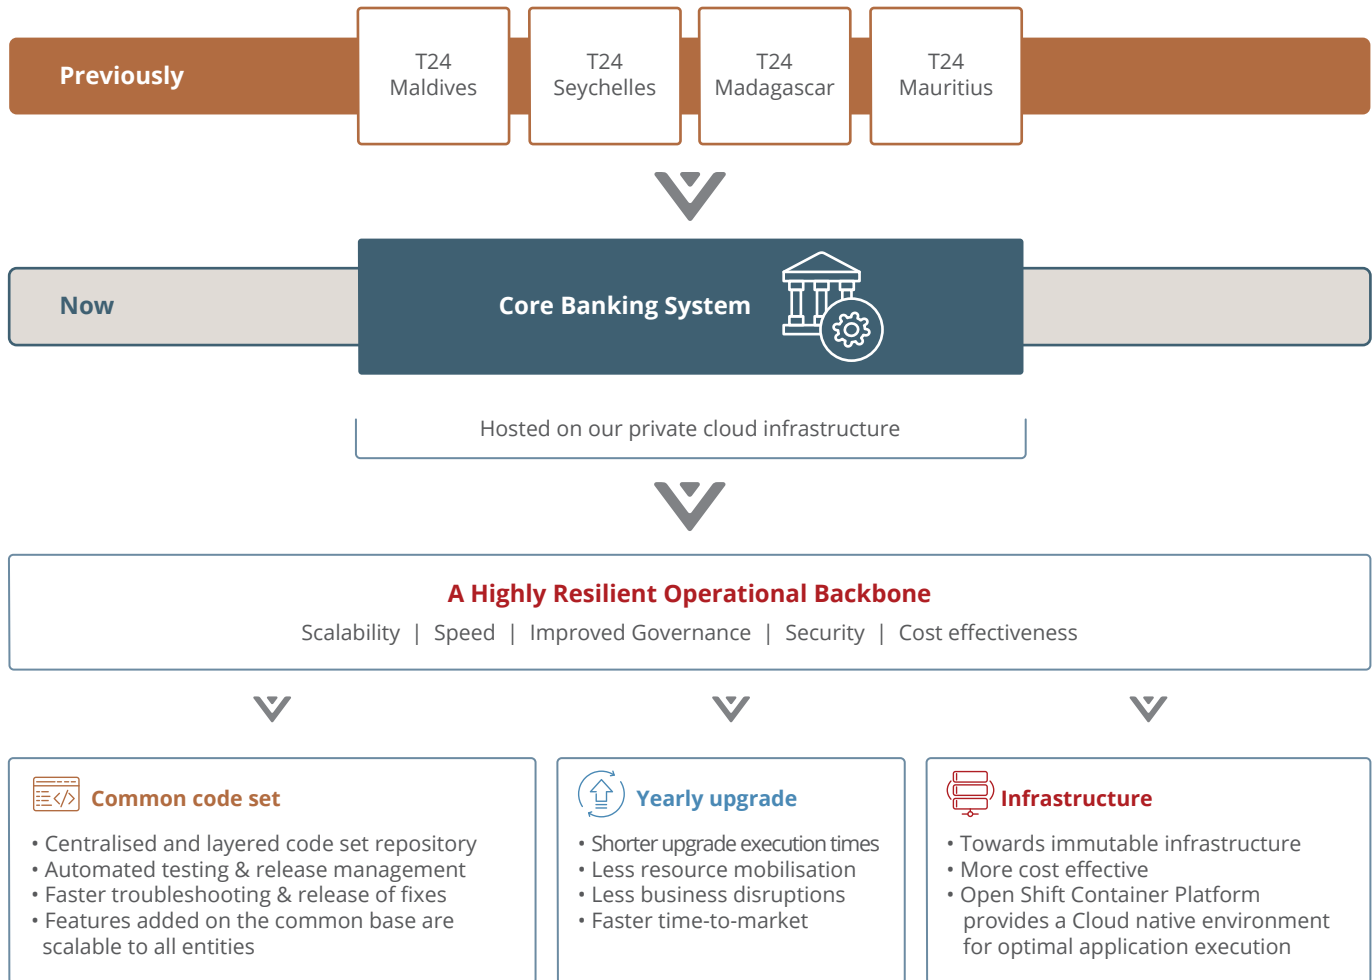 Previously
T24
Maldives
T24
Seychelles
T24
Madagascar
T24
Mauritius
Now
Core Banking System
Hosted on our private cloud infrastructure
A Highly Resilient Operational Backbone
Scalability | Speed | Improved Governance | Security | Cost effectiveness
Common code set
• Centralised and layered code set repository
• Automated testing & release management
• Faster troubleshooting & release of fixes
• Features added on the common base are
scalable to all entities
Yearly upgrade
• Shorter upgrade execution times
• Less resource mobilisation
• Less business disruptions
• Faster time-to-market
Infrastructure
• Towards immutable infrastructure
• More cost effective
• Open Shift Container Platform
provides a Cloud native environment
for optimal application execution